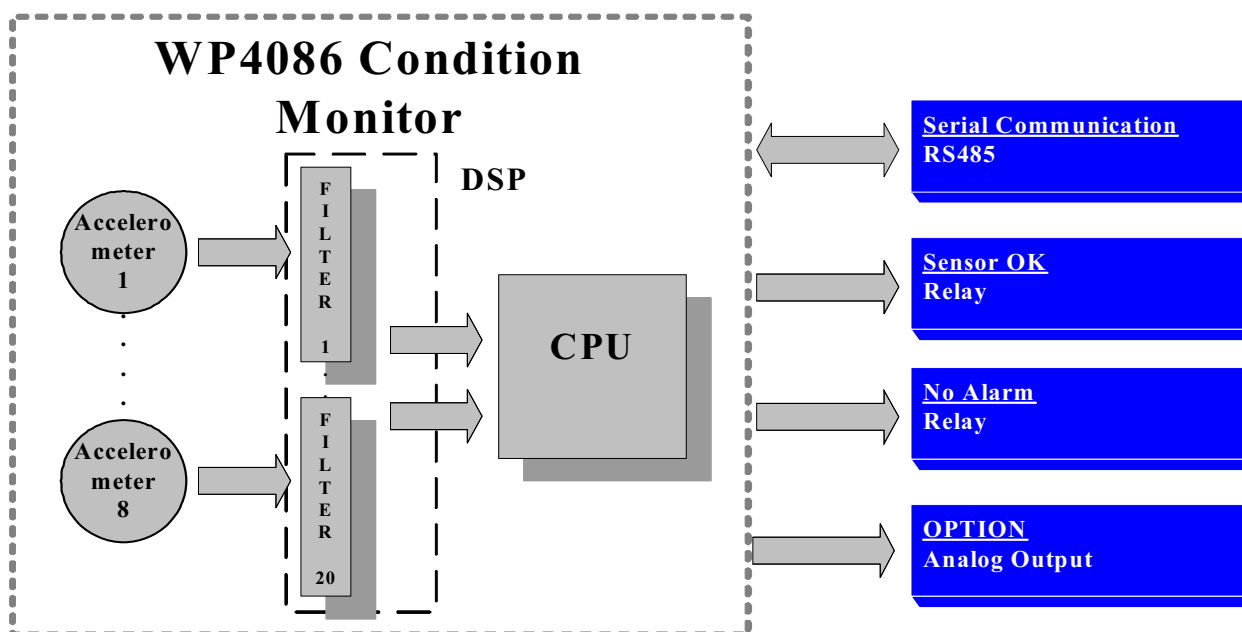 WP4086 Condition
Monitor
DSP
Accelero
meter
1
Accelero
meter
8
F
I
L
T
E
R
1
F
I
L
T
E
R
20
CPU
Serial Communication
RS485
Sensor OK
Relay
No Alarm
Relay
OPTION
Analog Output